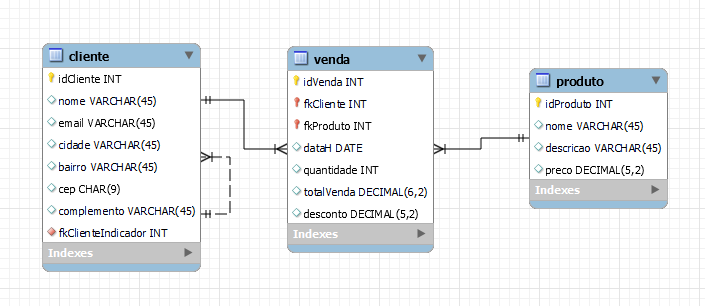 cliente
idCliente INT
nome VARCHAR(45)
email VARCHAR(45)
cidade VARCHAR(45)
bairro VARCHAR(45)
cep CHAR(9)
complemento VARCHAR(45)
fkClienteIndicador INT
Indexes
venda
idVenda INT
fkCliente INT
fkProduto INT
dataH DATE
quantidade INT
totalVenda DECIMAL(6,2)
desconto DECIMAL(5,2)
Indexes
produto
idProduto INT
nome VARCHAR(45)
descricao VARCHAR(45)
preco DECIMAL(5,2)
Indexes